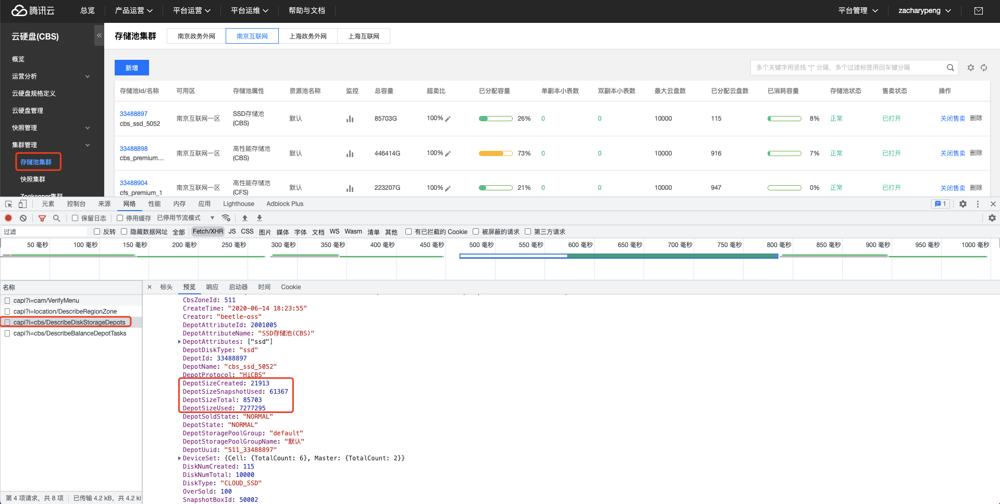 腾讯云 总览 产品运营 平台运营 平台运维 帮助与文档 平台管理 zacharypeng
云硬盘(CBS)
概览
运营分析
云硬盘规格定义
云硬盘管理
快照管理
集群管理
存储池集群
快照集群
存储池集群 南京政务外网 南京互联网 上海政务外网 上海互联网
新增 多个关键字用竖线 "|" 分隔，多个过滤标签用回车键分隔
存储池Id/名称 可用区 存储池属性 资源池名称 监控 总容量 超卖比 已分配容量 单副本小表数 双副本小表数 最大云盘数 已分配云盘数 已消耗容量 存储池状态 售卖状态 操作
33488897
cbs_ssd_5052 南京互联网一区 SSD存储池
(CBS) 默认 85703G 100% 26% 0 0 10000 115 8% 正常 已打开 关闭售卖 删除
33488898
cbs_premium... 南京互联网一区 高性能存储池
(CBS) 默认 446414G 100% 73% 0 0 10000 916 7% 正常 已打开 关闭售卖 删除
33488904
cfs_premium_1 南京互联网一区 高性能存储池
(CFS) 默认 223207G 100% 21% 0 0 10000 947 0% 正常 已打开 关闭售卖 删除
元素 控制台 来源 网络 性能 内存 应用 Lighthouse Adblock Plus 1
保留日志 停用缓存 已停用节流模式
过滤 反转 隐藏数据网址 全部 Fetch/XHR JS CSS 图片 媒体 字体 文档 WS Wasm 清单 其他 有已拦截的 Cookie 被屏蔽的请求 第三方请求
50 毫秒 100 毫秒 150 毫秒 200 毫秒 250 毫秒 300 毫秒 350 毫秒 400 毫秒 450 毫秒 500 毫秒 550 毫秒 600 毫秒 650 毫秒 700 毫秒 750 毫秒 800 毫秒 850 毫秒 900 毫秒 950 毫秒 1000 毫秒
名称
capi?i=cam/VerifyMenu
capi?i=location/DescribeRegionZone
capi?i=cbs/DescribeDiskStorageDepots
capi?i=cbs/DescribeBalanceDepotTasks
第 4 项请求，共 8 项 已传输 4.2 kB，共 4.2 kl
标头 预览 响应 启动器 时间 Cookie
CbsZoneId: 511
CreateTime: "2020-06-14 18:23:55"
Creator: "beetle-oss"
DepotAttributeId: 2001005
DepotAttributeName: "SSD存储池(CBS)"
DepotAttributes: ["ssd"]
DepotDiskType: "ssd"
DepotId: 33488897
DepotName: "cbs_ssd_5052"
DepotProtocol: "HiCBS"
DepotSizeCreated: 21913
DepotSizeSnapshotUsed: 61367
DepotSizeTotal: 85703
DepotSizeUsed: 7277295
DepotSoldState: "NORMAL"
DepotState: "NORMAL"
DepotStoragePoolGroup: "default"
DepotStoragePoolGroupName: "默认"
DepotUuid: "511_33488897"
DeviceSet: {Cell: {TotalCount: 6}, Master: {TotalCount: 2}}
DiskNumCreated: 115
DiskNumTotal: 10000
DiskType: "CLOUD_SSD"
OverSold: 100
SnapshotBoxId: 50002